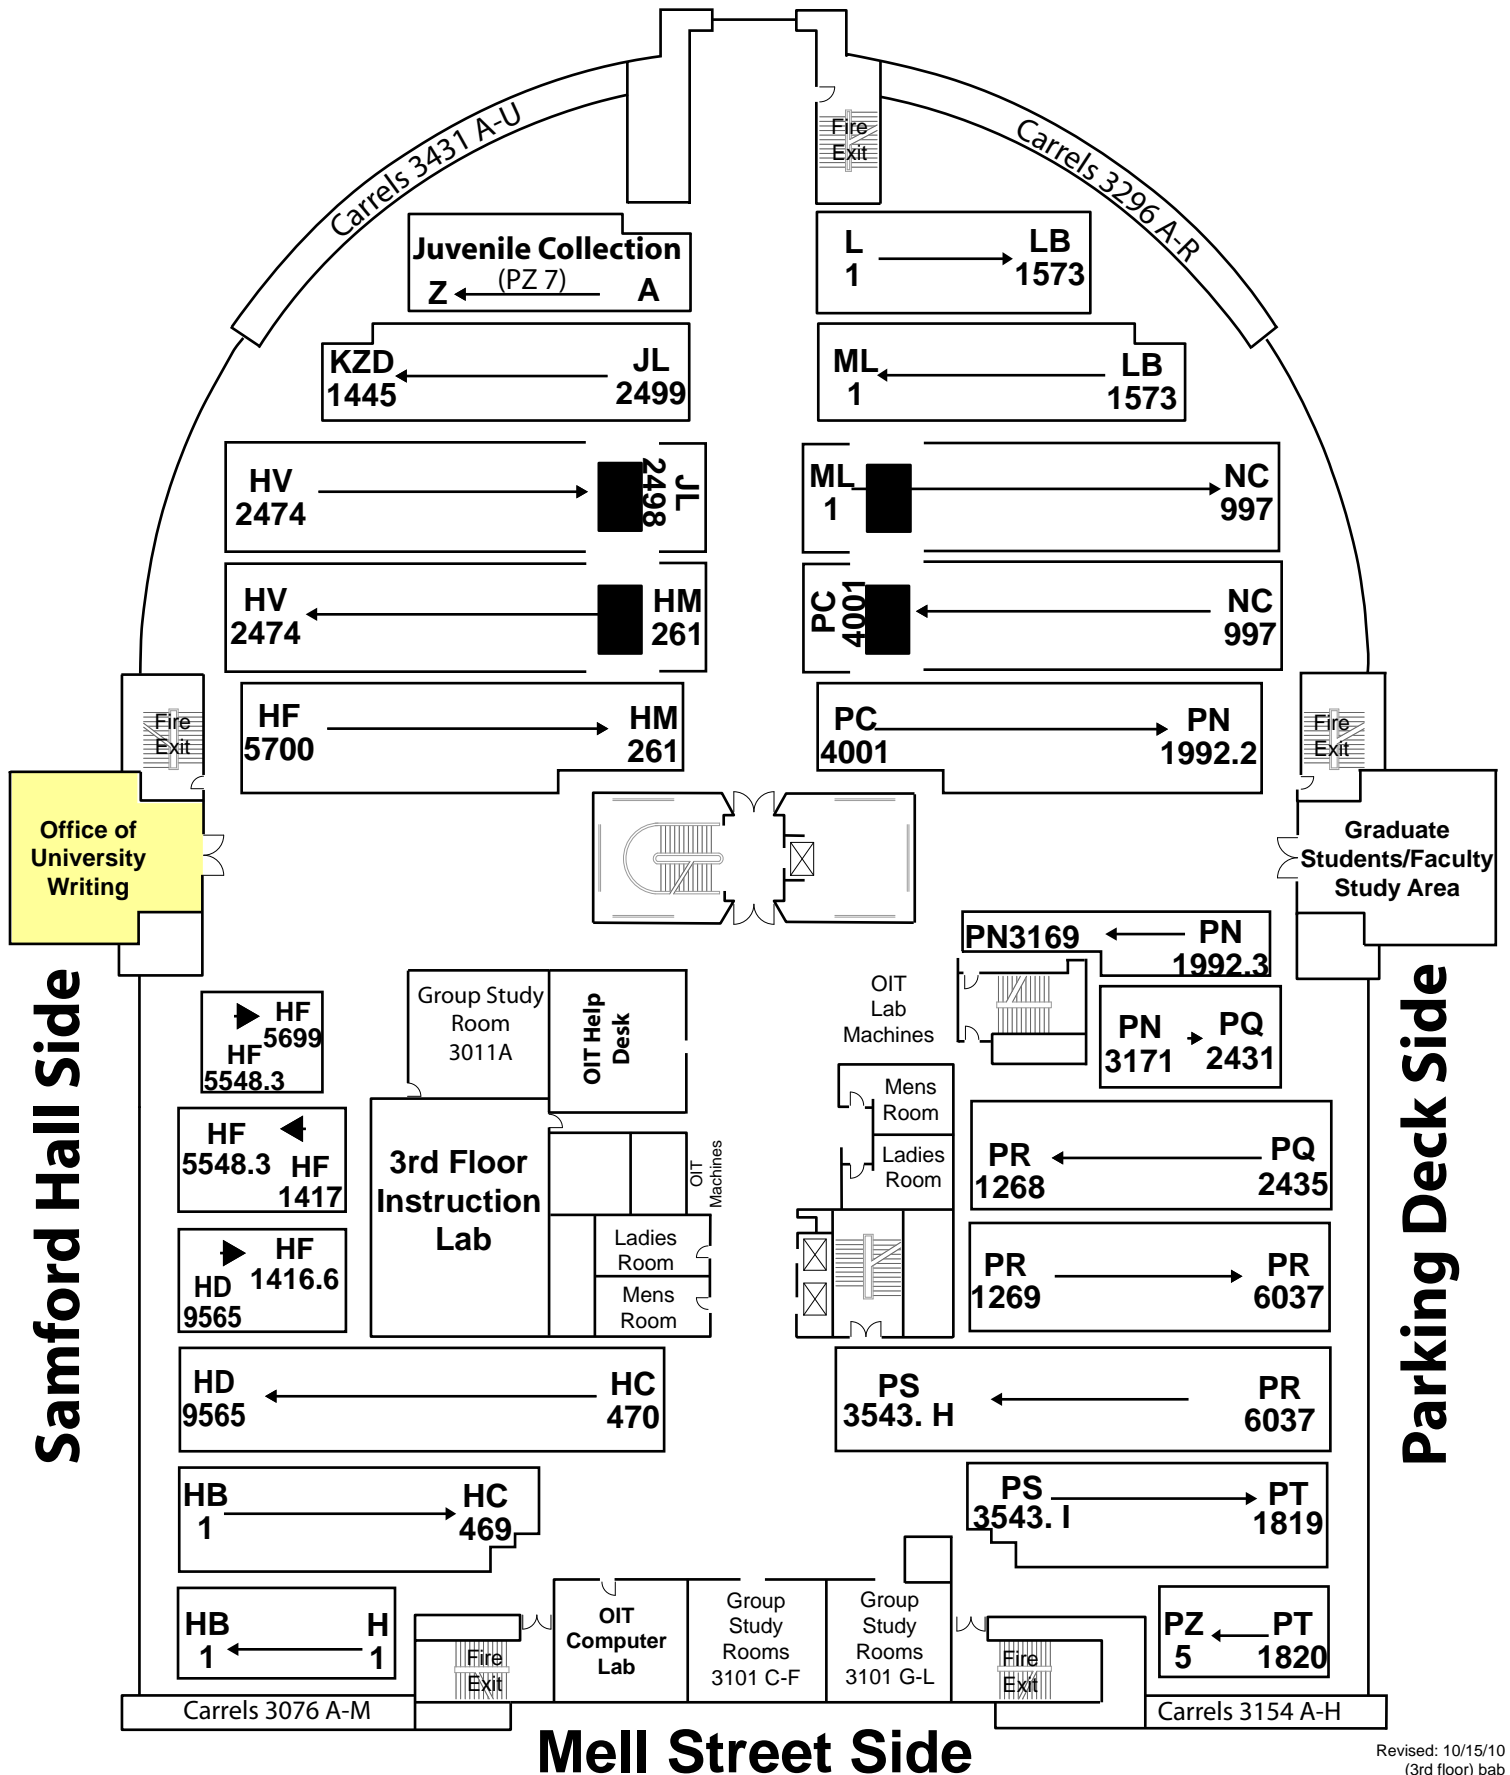 Carrels 3431 A-U
Fire
Exit
Carrels 3296 A-R
Juvenile Collection
(PZ 7)
Z A
L
1
LB
1573
KZD
1445
JL
2499
ML
1
LB
1573
HV
2474
JL
2498
ML
1
NC
997
HV
2474
HM
261
PC
4001
NC
997
HF
5700
HM
261
PC
4001
PN
1992.2
Fire
Exit
Fire
Exit
Office of
University
Writing
Graduate
Students/Faculty
Study Area
PN3169
PN
1992.3
Samford Hall Side
Parking Deck Side
HF
5699
HF
5548.3
Group Study
Room
3011A
OIT Help
Desk
OIT
Lab
Machines
PN
3171
PQ
2431
Mens
Room
Ladies
Room
HF
5548.3
HF
1417
3rd Floor
Instruction
Lab
OIT
Machines
PR
1268
PQ
2435
HF
1416.6
HD
9565
Ladies
Room
Mens
Room
PR
1269
PR
6037
HD
9565
HC
470
PS
3543. H
PR
6037
HB
1
HC
469
PS
3543. I
PT
1819
HB
1
H
1
Fire
Exit
OIT
Computer
Lab
Group
Study
Rooms
3101 C-F
Group
Study
Rooms
3101 G-L
Fire
Exit
PZ
5
PT
1820
Carrels 3076 A-M
Carrels 3154 A-H
Mell Street Side
Revised: 10/15/10
(3rd floor) bab